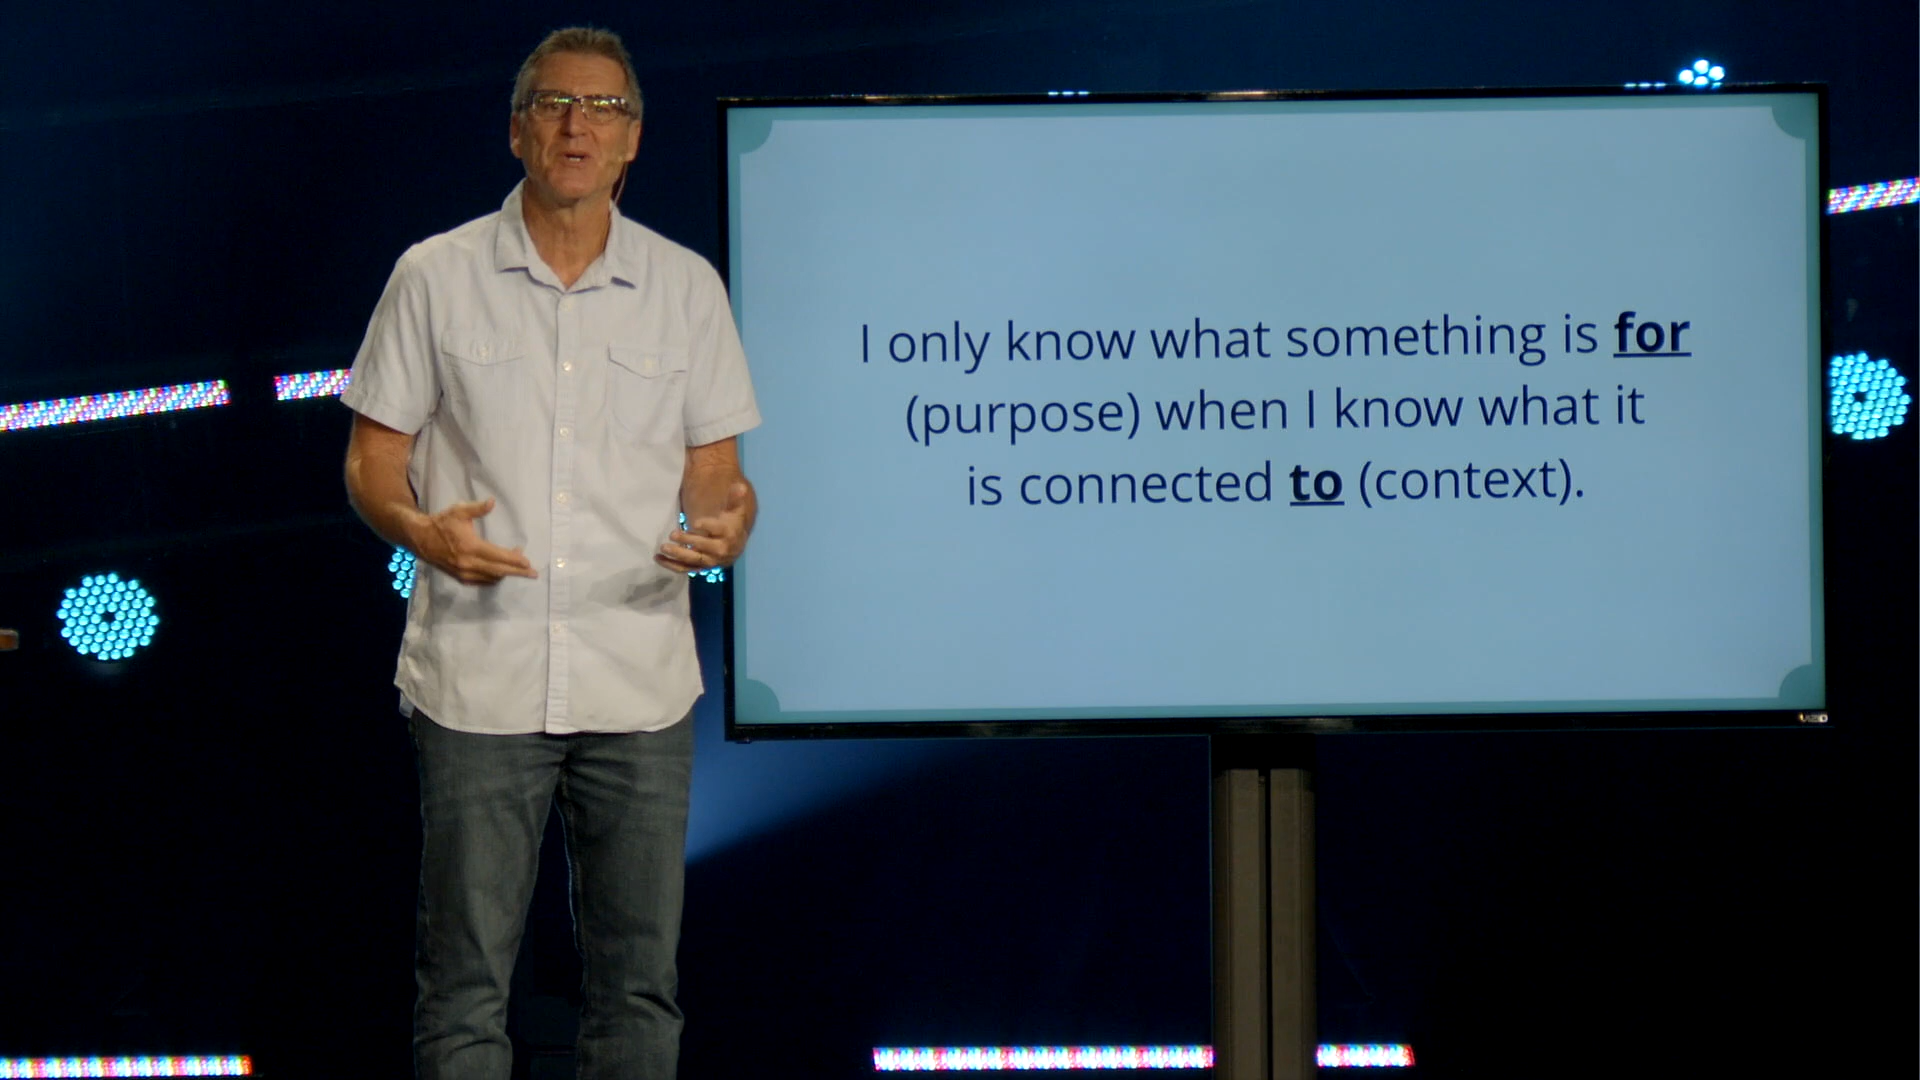 I only know what something is for
(purpose) when I know what it
is connected to (context).